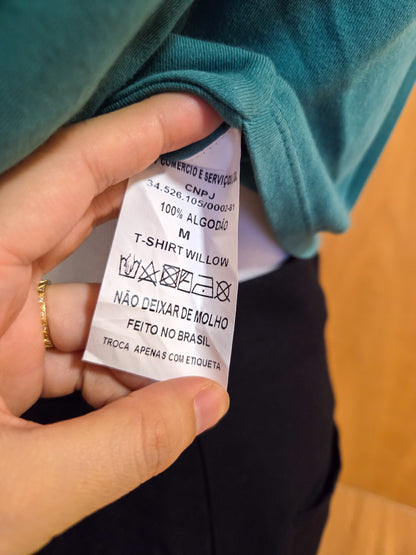 COMERCIO E SERVIÇOS
CNPJ
34.526.105/0002-81
100% ALGODÃO
M
T-SHIRT WILLOW
NÃO DEIXAR DE MOLHO
FEITO NO BRASIL
TROCA APENAS COM ETIQUETA